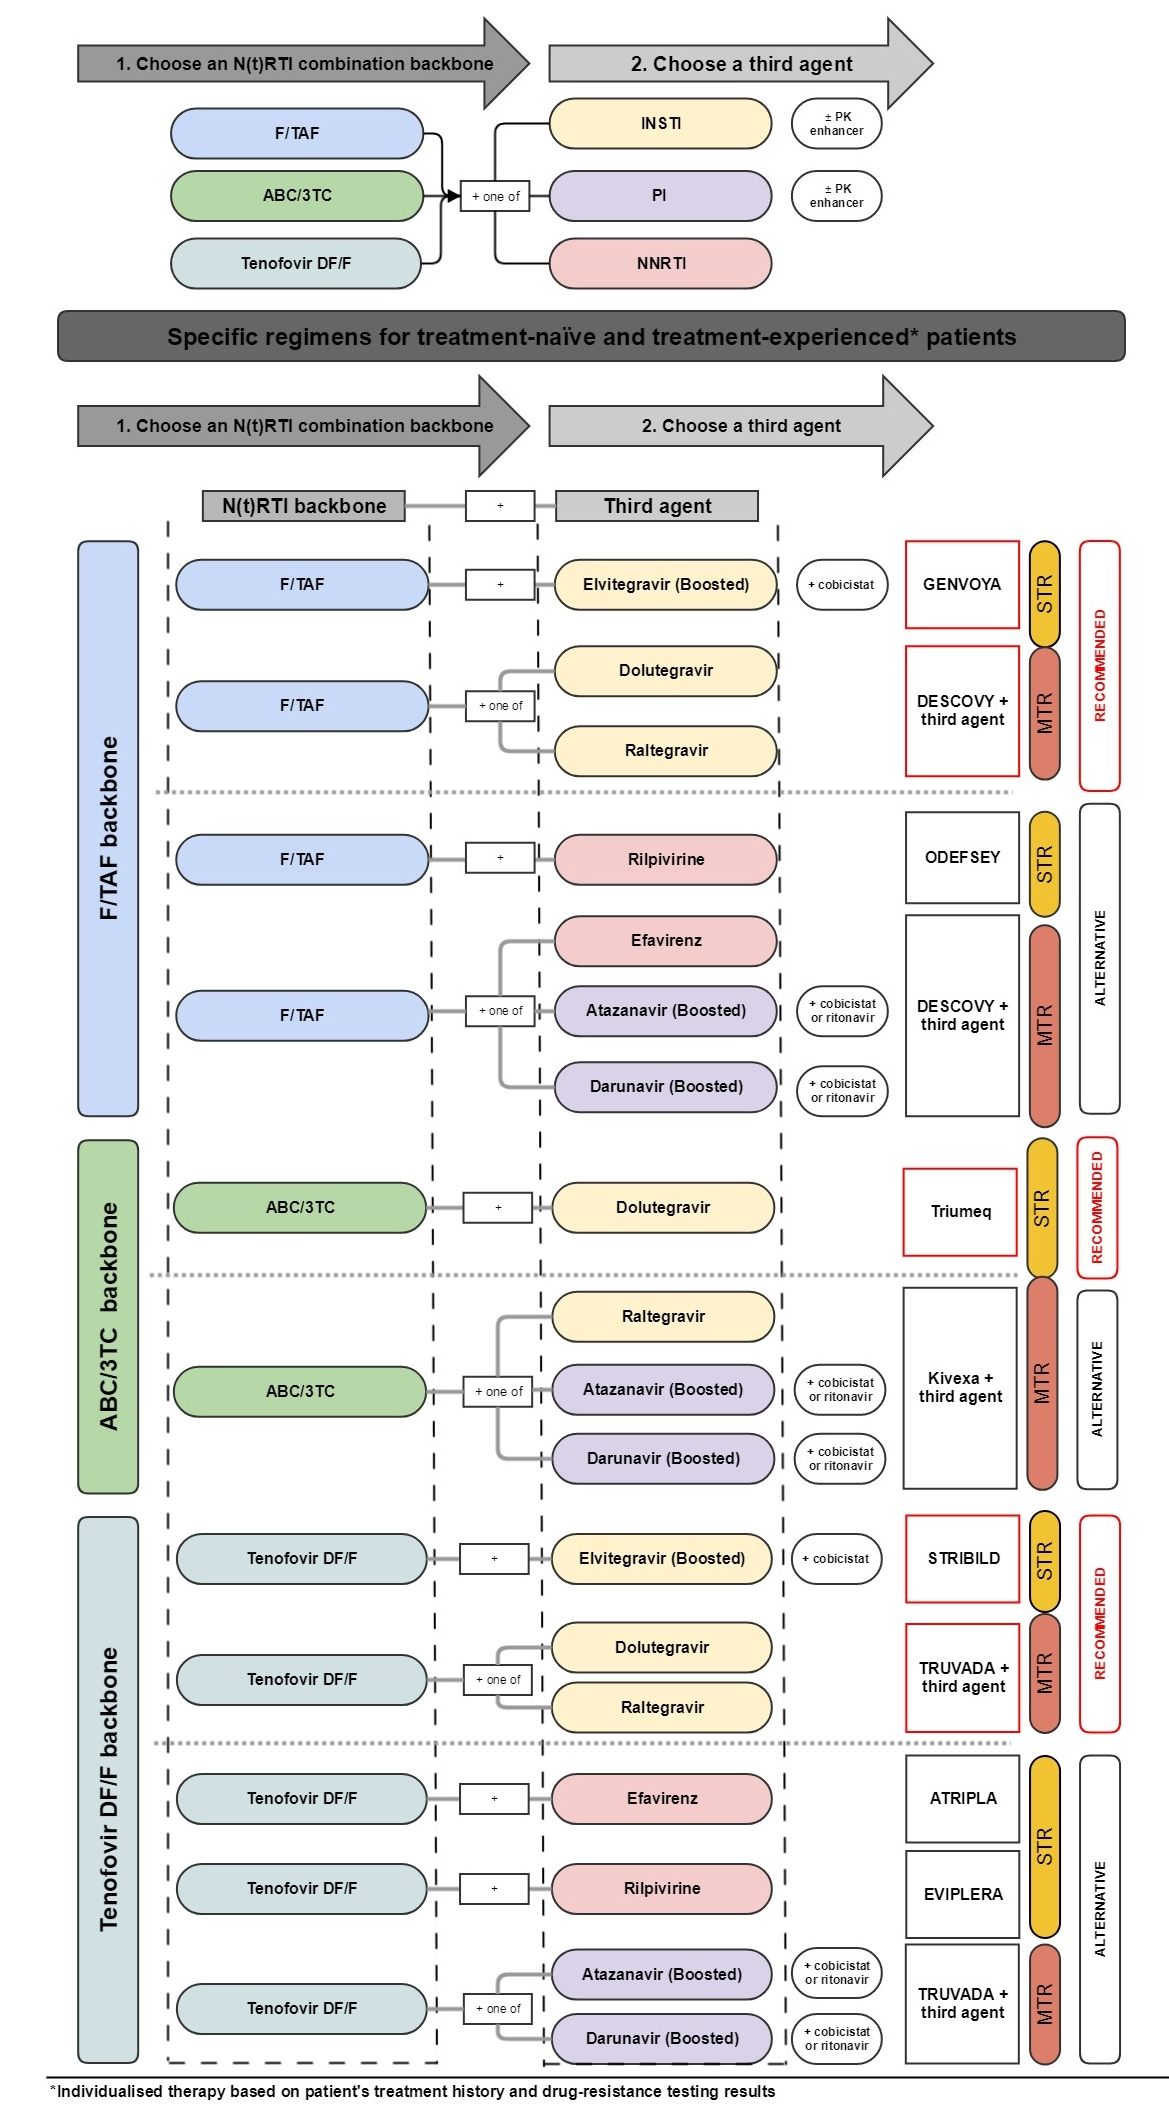 1. Choose an N(t)RTI combination backbone
2. Choose a third agent
F/TAF
ABC/3TC
Tenofovir DF/F
+ one of
INSTI
± PK
enhancer
PI
± PK
enhancer
NNRTI
Specific regimens for treatment-naïve and treatment-experienced* patients
1. Choose an N(t)RTI combination backbone
2. Choose a third agent
N(t)RTI backbone
+
Third agent
F/TAF backbone
F/TAF
+
Elvitegravir (Boosted)
+ cobicistat
GENVOYA
STR
RECOMMENDED
F/TAF
+ one of
Dolutegravir
Raltegravir
DESCOVY +
third agent
MTR
F/TAF
+
Rilpivirine
ODEFSEY
STR
ALTERNATIVE
F/TAF
+ one of
Efavirenz
Atazanavir (Boosted)
+ cobicistat
or ritonavir
Darunavir (Boosted)
+ cobicistat
or ritonavir
DESCOVY +
third agent
MTR
ABC/3TC backbone
ABC/3TC
+
Dolutegravir
Triumeq
STR
RECOMMENDED
ABC/3TC
+ one of
Raltegravir
Atazanavir (Boosted)
+ cobicistat
or ritonavir
Darunavir (Boosted)
+ cobicistat
or ritonavir
Kivexa +
third agent
MTR
ALTERNATIVE
Tenofovir DF/F backbone
Tenofovir DF/F
+
Elvitegravir (Boosted)
+ cobicistat
STRIBILD
STR
RECOMMENDED
Tenofovir DF/F
+ one of
Dolutegravir
Raltegravir
TRUVADA +
third agent
MTR
Tenofovir DF/F
+
Efavirenz
ATRIPLA
STR
ALTERNATIVE
Tenofovir DF/F
+
Rilpivirine
EVIPLERA
Tenofovir DF/F
+ one of
Atazanavir (Boosted)
+ cobicistat
or ritonavir
Darunavir (Boosted)
+ cobicistat
or ritonavir
TRUVADA +
third agent
MTR
*Individualised therapy based on patient's treatment history and drug-resistance testing results